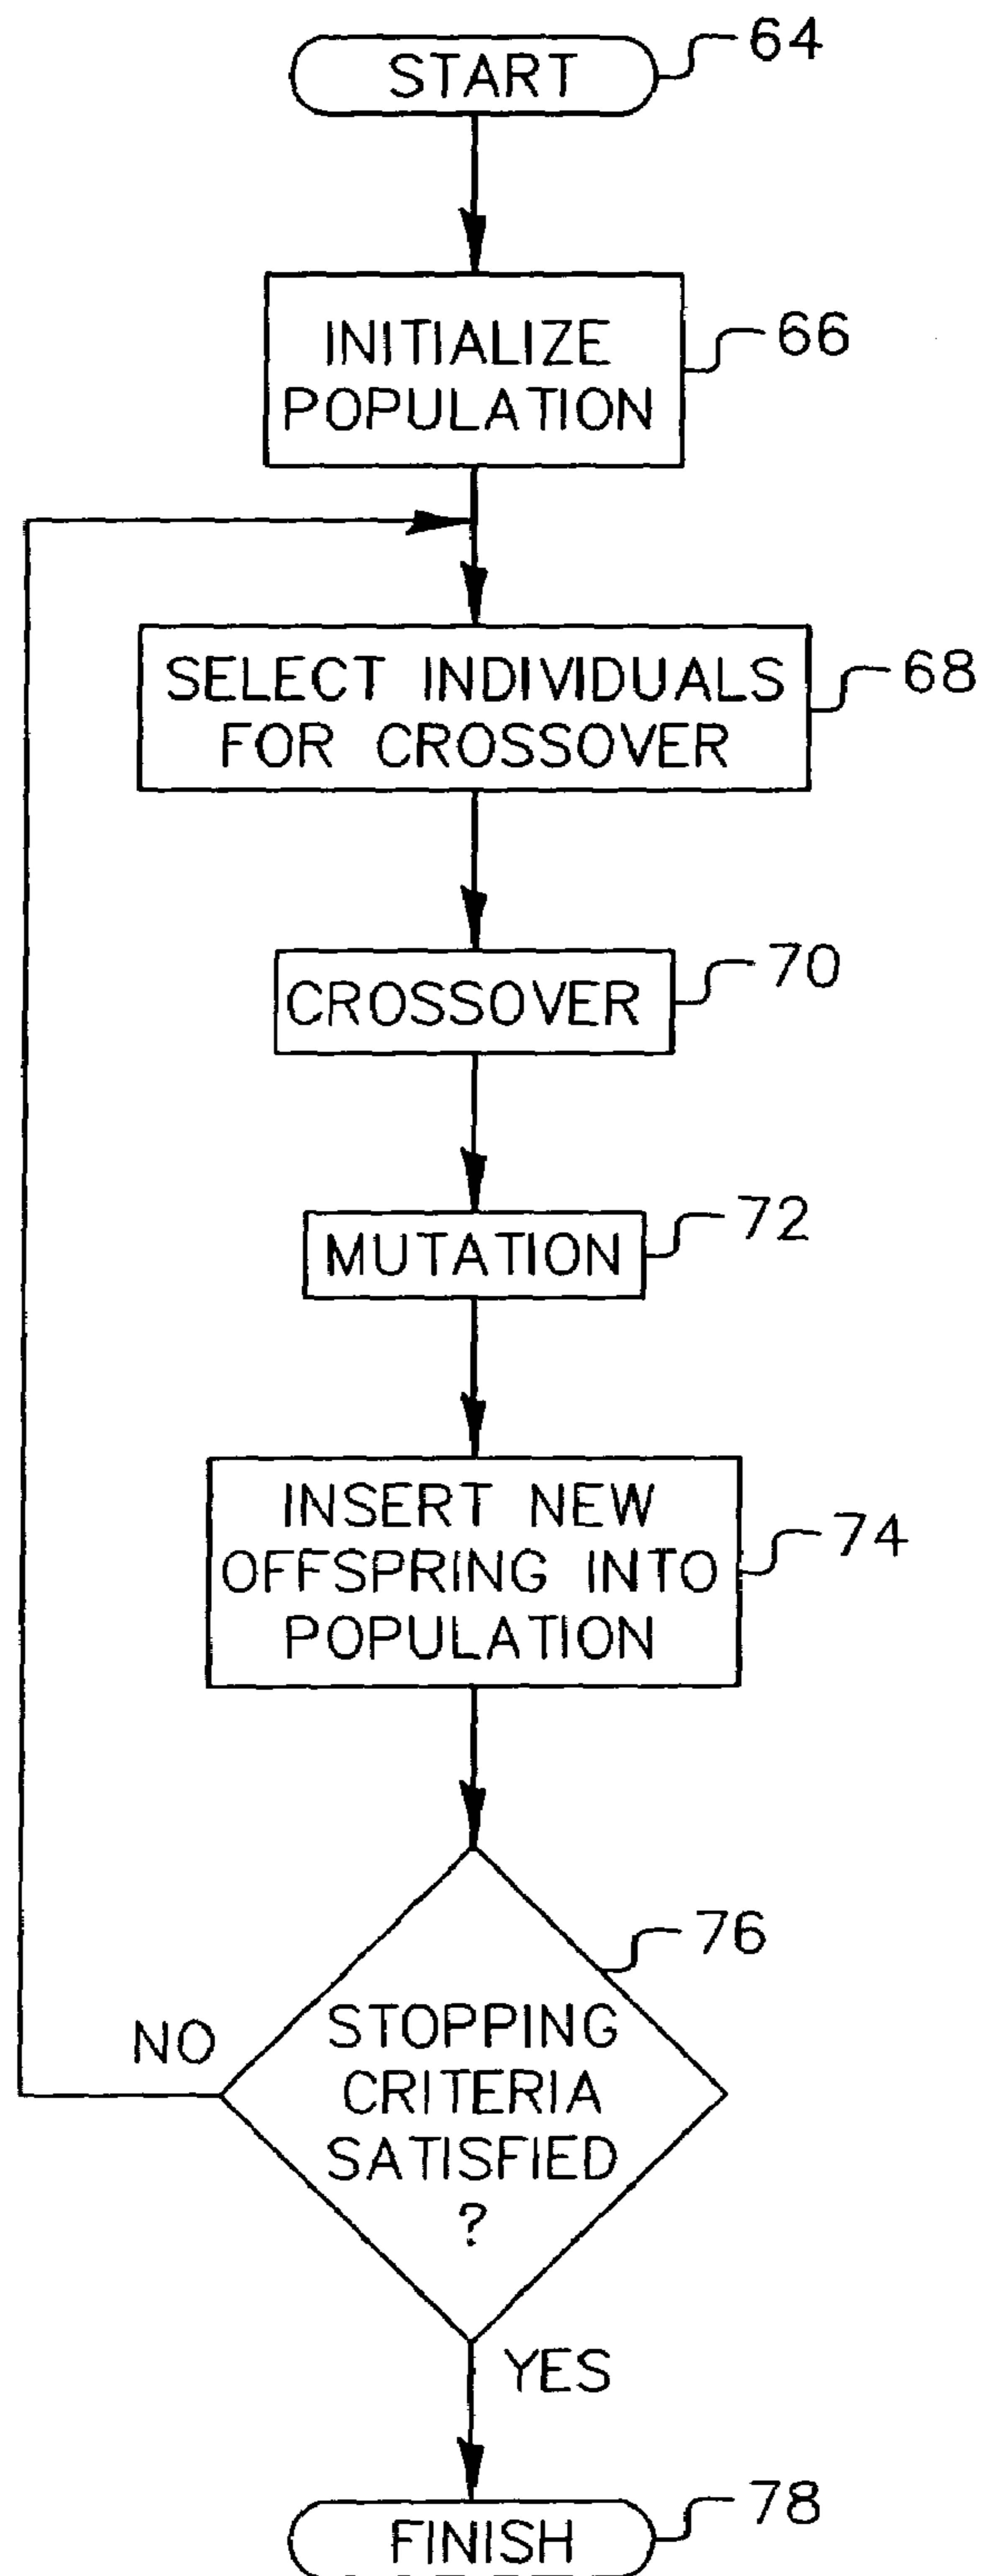 START
64
INITIALIZE
POPULATION
66
SELECT INDIVIDUALS
FOR CROSSOVER
68
CROSSOVER
70
MUTATION
72
INSERT NEW
OFFSPRING INTO
POPULATION
74
76
STOPPING
CRITERIA
SATISFIED
?
NO
YES
FINISH
78